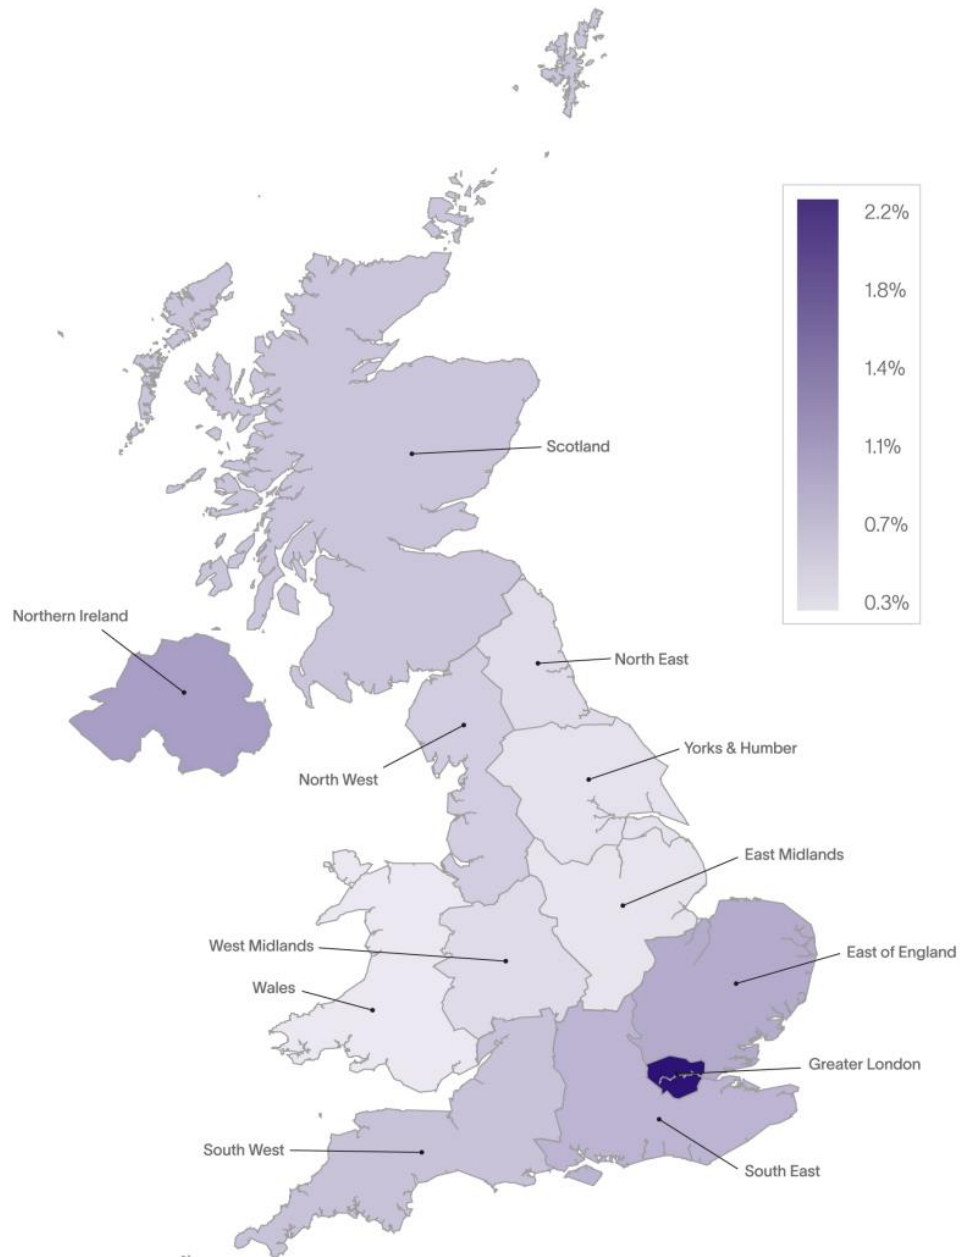 2.2%
1.8%
1.4%
1.1%
0.7%
0.3%
Scotland
Northern Ireland
North East
Yorks & Humber
North West
East Midlands
West Midlands
East of England
Wales
Greater London
South West
South East